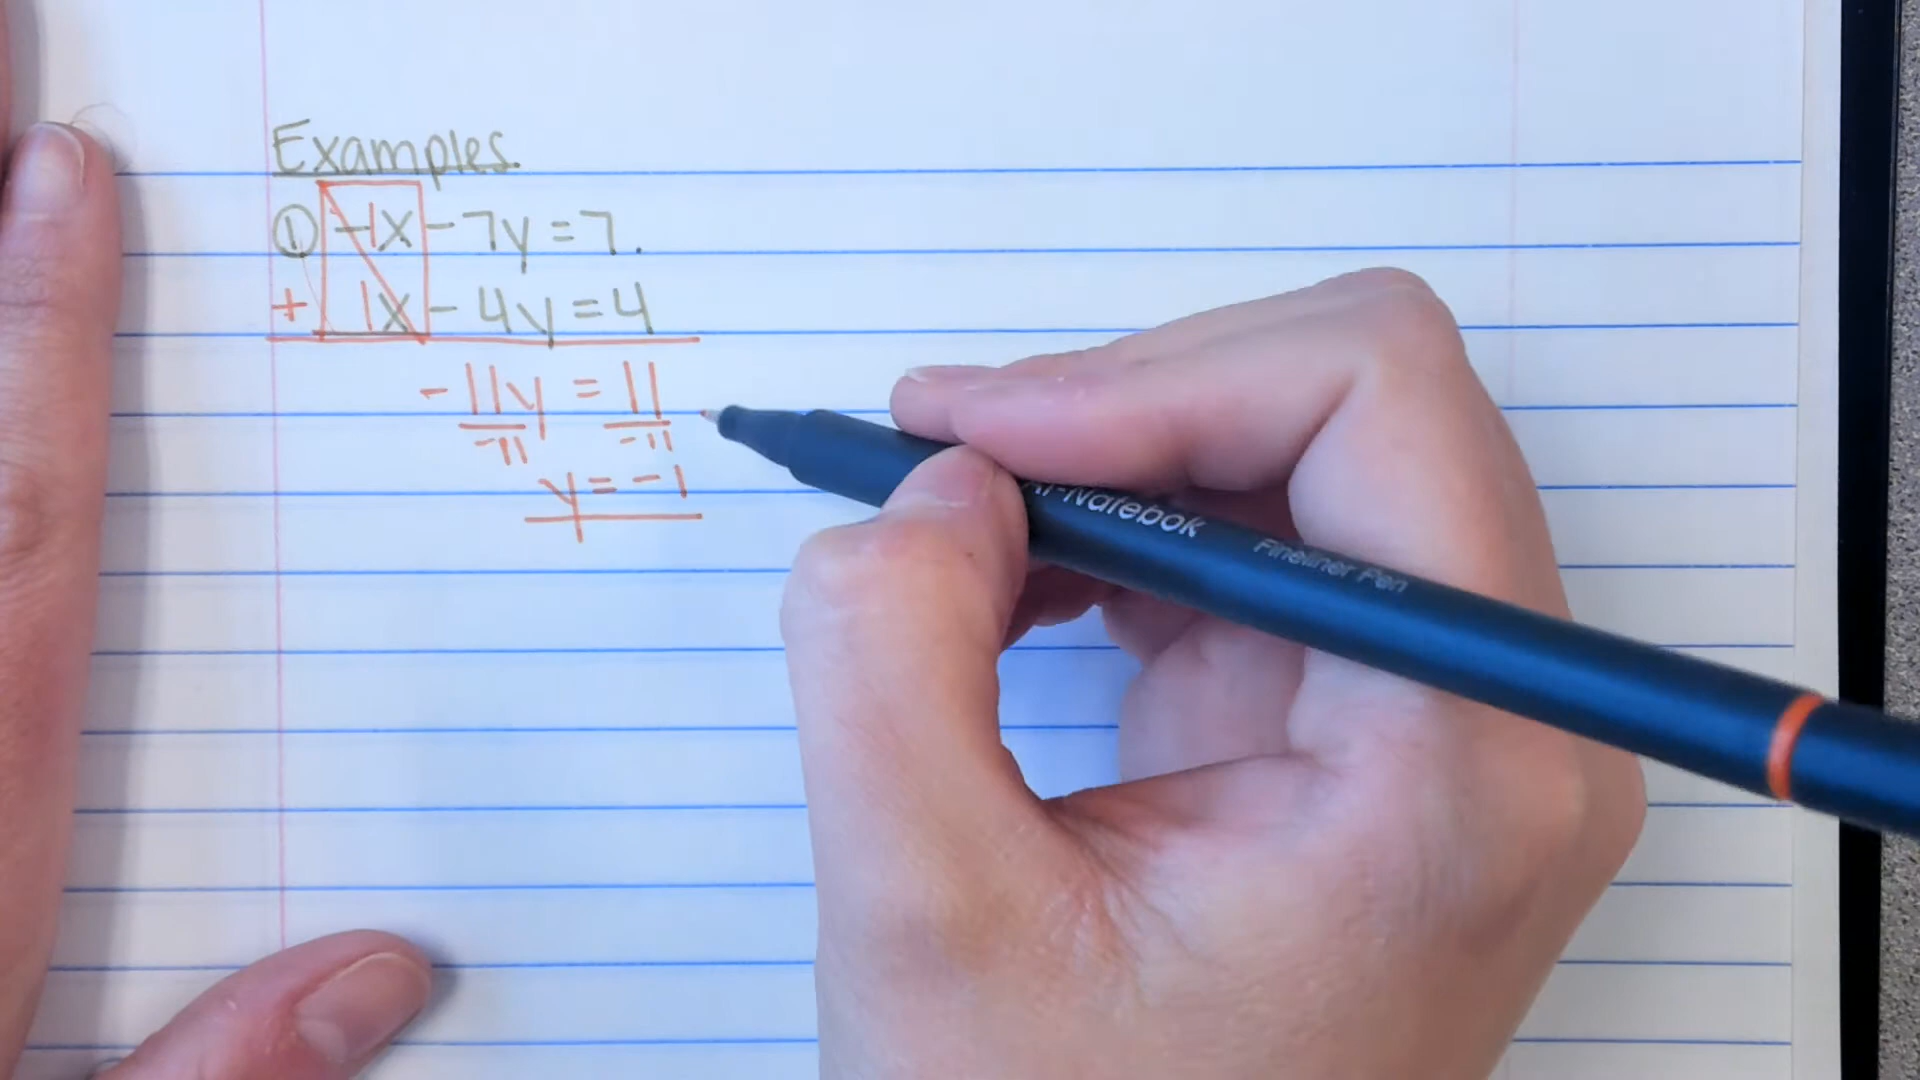 Examples.
① -1x - 7y = 7.
+ 1x - 4y = 4
-11y = 11
-11 -11
y = -1
Fineliner Pen